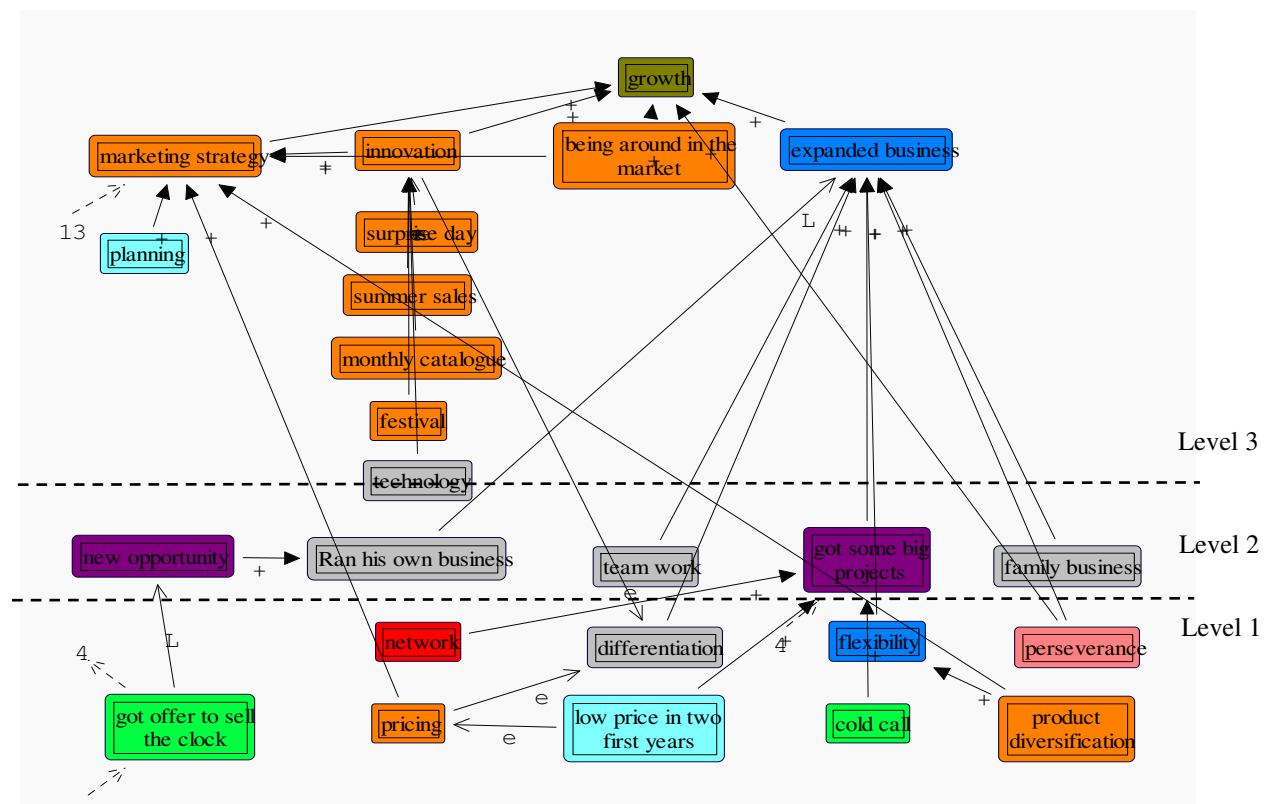 growth
+
+
+
marketing strategy
innovation
being around in the
market
expanded business
+
+
+
+
13
planning
+
+
+
surprise day
L
++
+
+
summer sales
monthly catalogue
festival
Level 3
technology
new opportunity
+
Ran his own business
team work
got some big
projects
family business
Level 2
e
+
Level 1
network
differentiation
4
+
flexibility
+
perseverance
L
4
e
got offer to sell
the clock
pricing
e
low price in two
first years
cold call
+
product
diversification